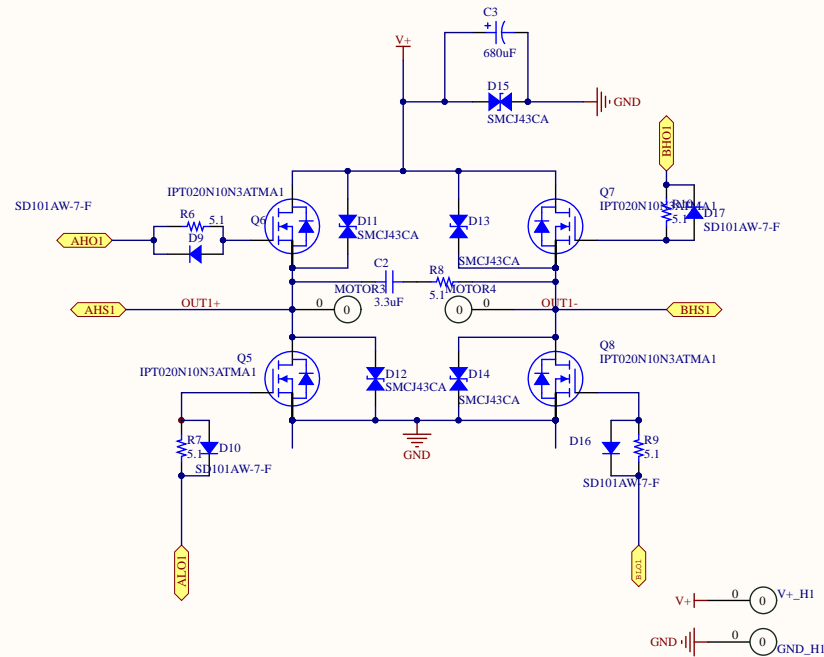 C3
+
680uF
V+
D15
SMCJ43CA
GND
BHO1
IPT020N10N3ATMA1
Q7
IPT020N10N3ATMA1
SD101AW-7-F
R6
5.1
Q6
D11
SMCJ43CA
D13
SMCJ43CA
R10
5.1
D17
SD101AW-7-F
AHO1
D9
C2
3.3uF
R8
5.1
MOTOR3
MOTOR4
AHS1
OUT1+
0
0
0
0
OUT1-
BHS1
Q5
IPT020N10N3ATMA1
Q8
IPT020N10N3ATMA1
D12
SMCJ43CA
D14
SMCJ43CA
R7
5.1
D10
SD101AW-7-F
GND
D16
R9
5.1
SD101AW-7-F
ALO1
BLO1
V+
0
0
V+_H1
GND
0
0
GND_H1